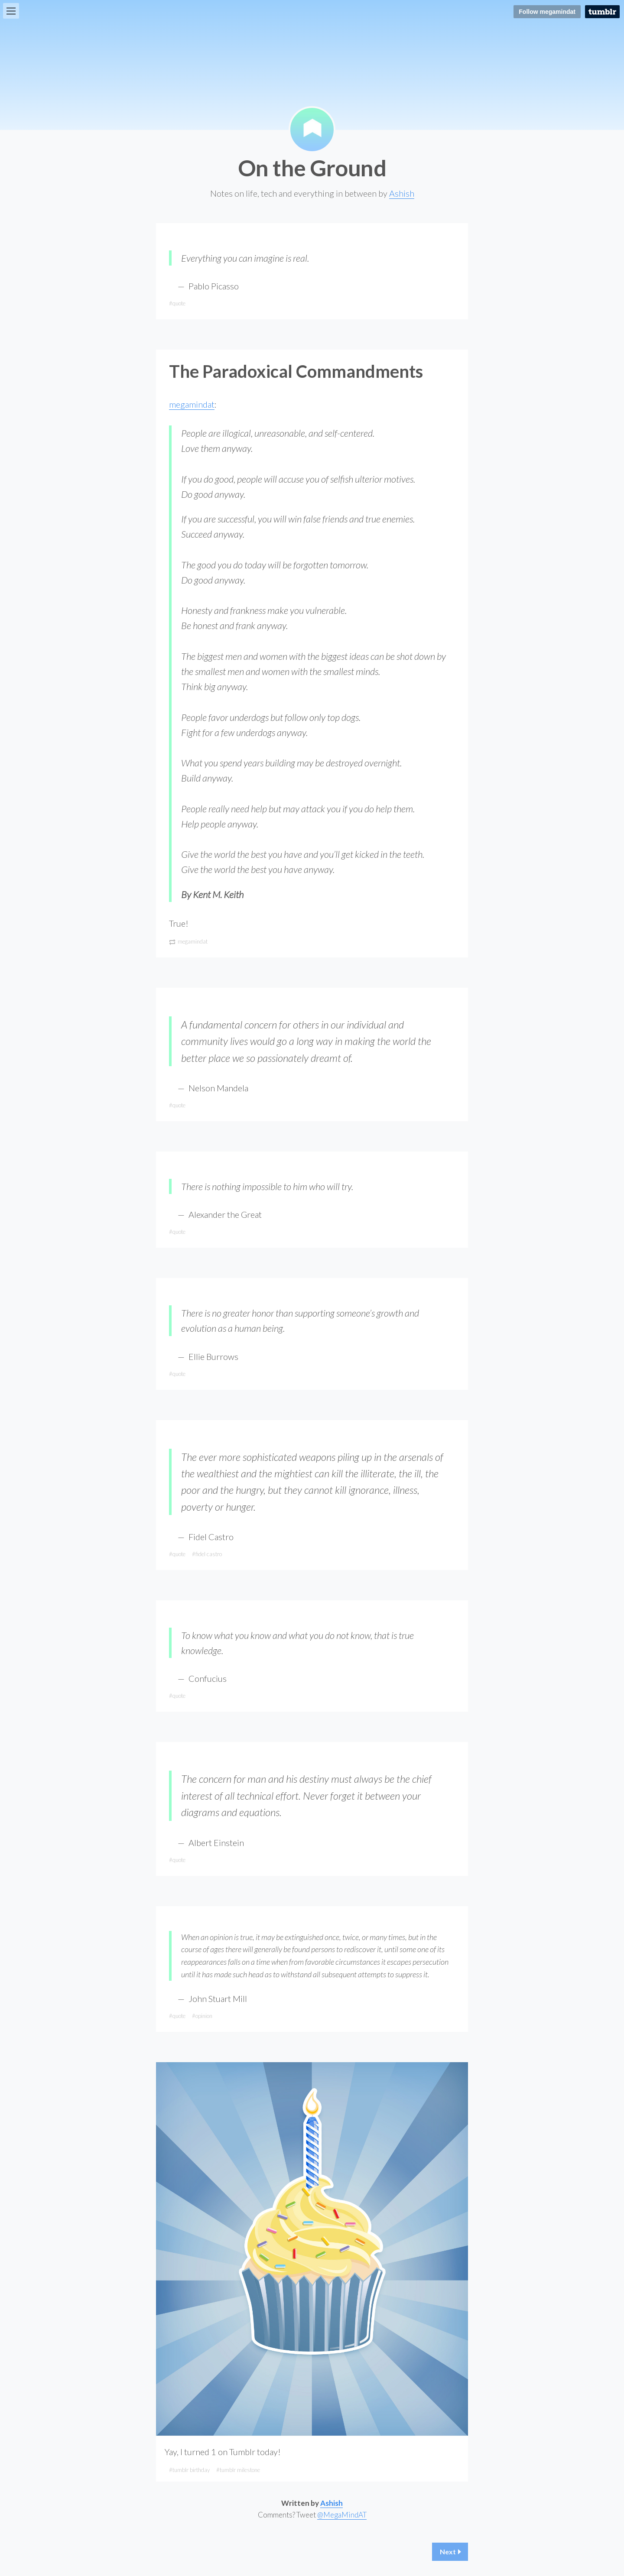 Follow megamindat
tumblr
On the Ground
Notes on life, tech and everything in between by Ashish
Everything you can imagine is real.
— Pablo Picasso
#quote
The Paradoxical Commandments
megamindat:
People are illogical, unreasonable, and self-centered.
Love them anyway.
If you do good, people will accuse you of selfish ulterior motives.
Do good anyway.
If you are successful, you will win false friends and true enemies.
Succeed anyway.
The good you do today will be forgotten tomorrow.
Do good anyway.
Honesty and frankness make you vulnerable.
Be honest and frank anyway.
The biggest men and women with the biggest ideas can be shot down by
the smallest men and women with the smallest minds.
Think big anyway.
People favor underdogs but follow only top dogs.
Fight for a few underdogs anyway.
What you spend years building may be destroyed overnight.
Build anyway.
People really need help but may attack you if you do help them.
Help people anyway.
Give the world the best you have and you’ll get kicked in the teeth.
Give the world the best you have anyway.
By Kent M. Keith
True!
megamindat
A fundamental concern for others in our individual and
community lives would go a long way in making the world the
better place we so passionately dreamt of.
— Nelson Mandela
#quote
There is nothing impossible to him who will try.
— Alexander the Great
#quote
There is no greater honor than supporting someone’s growth and
evolution as a human being.
— Ellie Burrows
#quote
The ever more sophisticated weapons piling up in the arsenals of
the wealthiest and the mightiest can kill the illiterate, the ill, the
poor and the hungry, but they cannot kill ignorance, illness,
poverty or hunger.
— Fidel Castro
#quote #fidel castro
To know what you know and what you do not know, that is true
knowledge.
— Confucius
#quote
The concern for man and his destiny must always be the chief
interest of all technical effort. Never forget it between your
diagrams and equations.
— Albert Einstein
#quote
When an opinion is true, it may be extinguished once, twice, or many times, but in the
course of ages there will generally be found persons to rediscover it, until some one of its
reappearances falls on a time when from favorable circumstances it escapes persecution
until it has made such head as to withstand all subsequent attempts to suppress it.
— John Stuart Mill
#quote #opinion
Yay, I turned 1 on Tumblr today!
#tumblr birthday #tumblr milestone
Written by Ashish
Comments? Tweet @MegaMindAT
Next